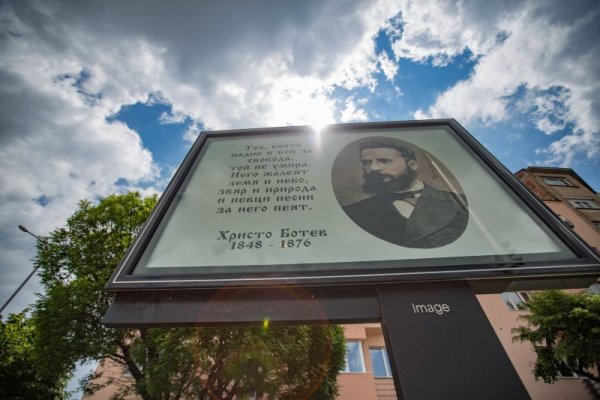 Тоз, който
падне в бой за
свобода,
той не умира.
Него жалеят
земя и небо,
звяр и природа
и певци песни
за него пеят.
Христо Ботев
1848 - 1876
Image